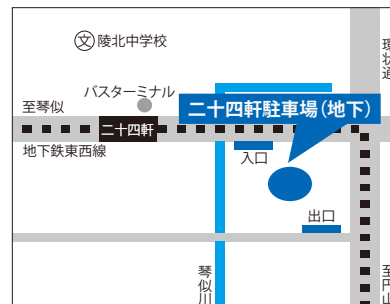 文 陵北中学校
環状通
バスターミナル
至琴似
二十四軒駐車場（地下）
二十四軒
地下鉄東西線
入口
出口
琴似川
至円山